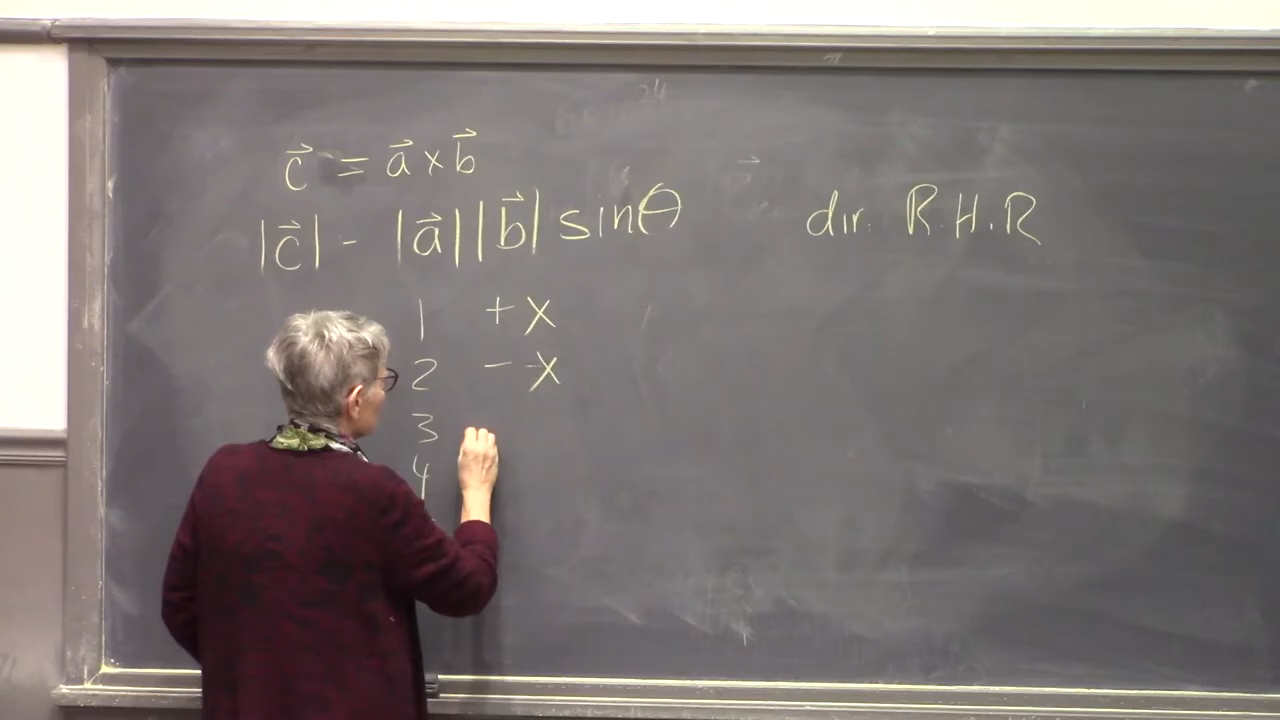 c⃗ = a⃗ × b⃗
|c⃗| - |a⃗||b⃗| sinθ dir. R.H.R
1 + X
2 - X
3
4